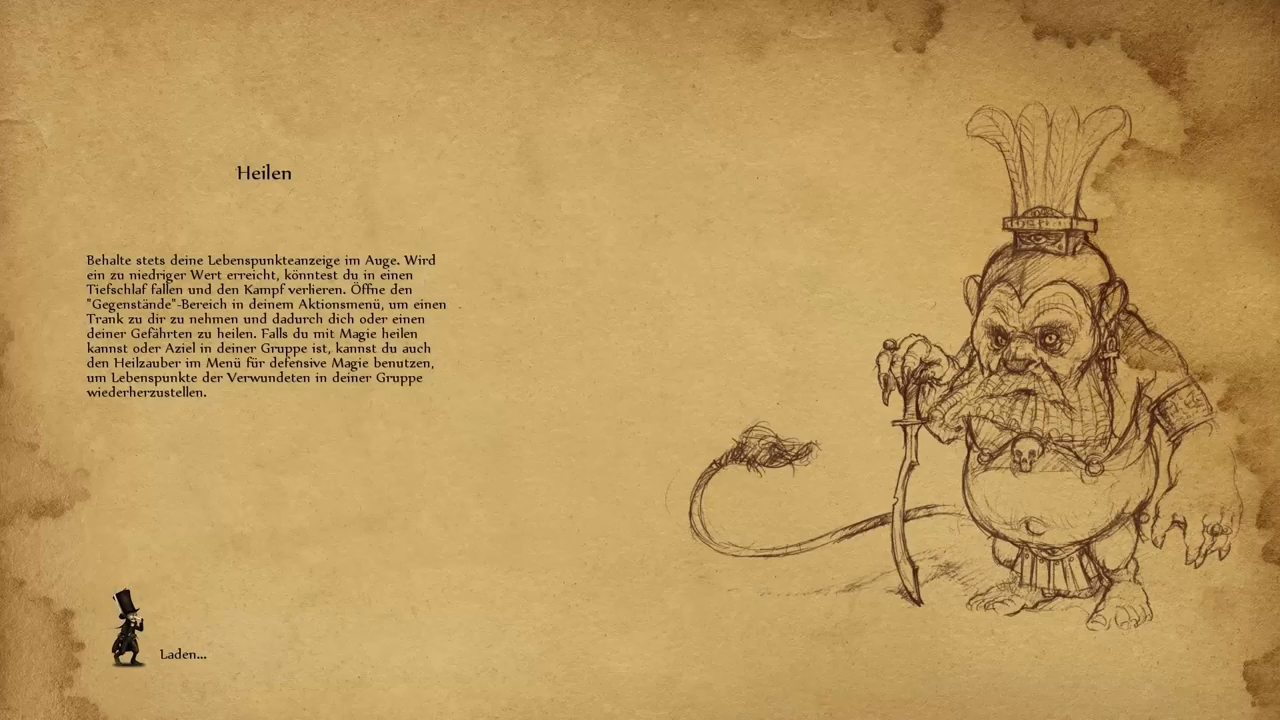 Heilen
Behalte stets deine Lebenspunkteanzeige im Auge. Wird
ein zu niedriger Wert erreicht, könntest du in einen
Tiefschlaf fallen und den Kampf verlieren. Öffne den
"Gegenstände"-Bereich in deinem Aktionsmenü, um einen
Trank zu dir zu nehmen und dadurch dich oder einen
deiner Gefährten zu heilen. Falls du mit Magie heilen
kannst oder Aziel in deiner Gruppe ist, kannst du auch
den Heilzauber im Menü für defensive Magie benutzen,
um Lebenspunkte der Verwundeten in deiner Gruppe
wiederherzustellen.
Laden...